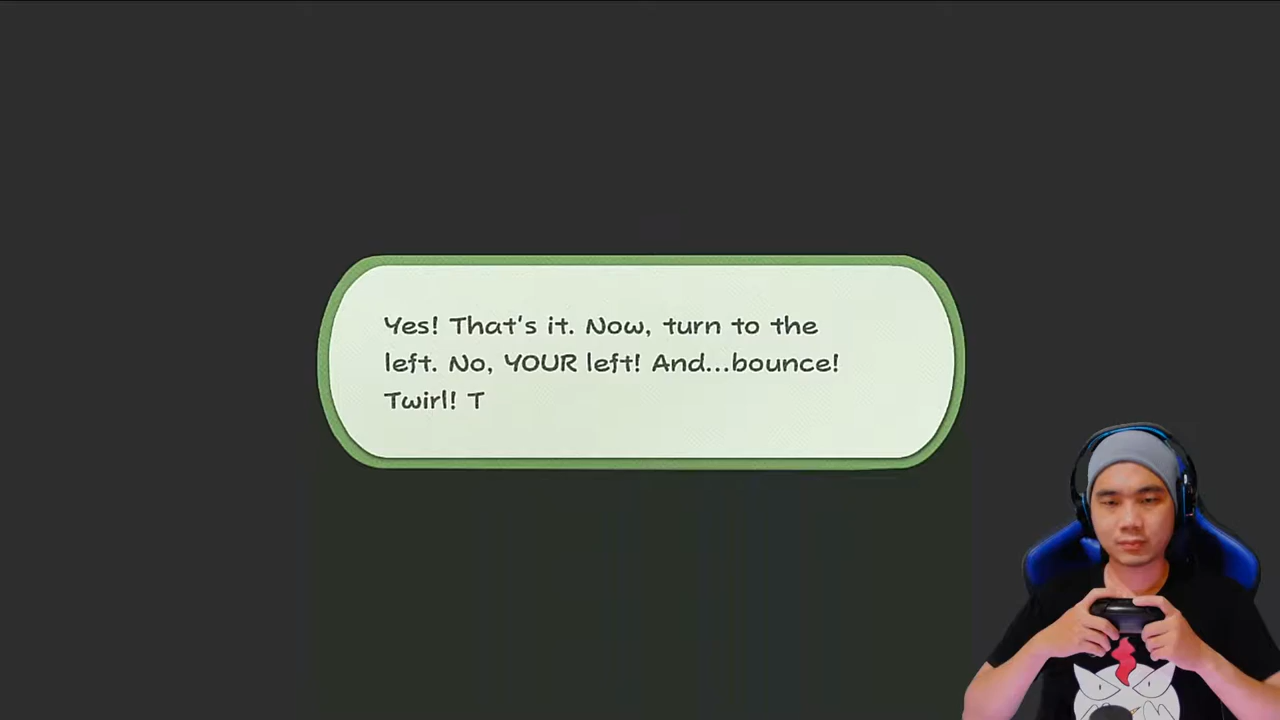 Yes! That's it. Now, turn to the
left. No, YOUR left! And...bounce!
Twirl! T